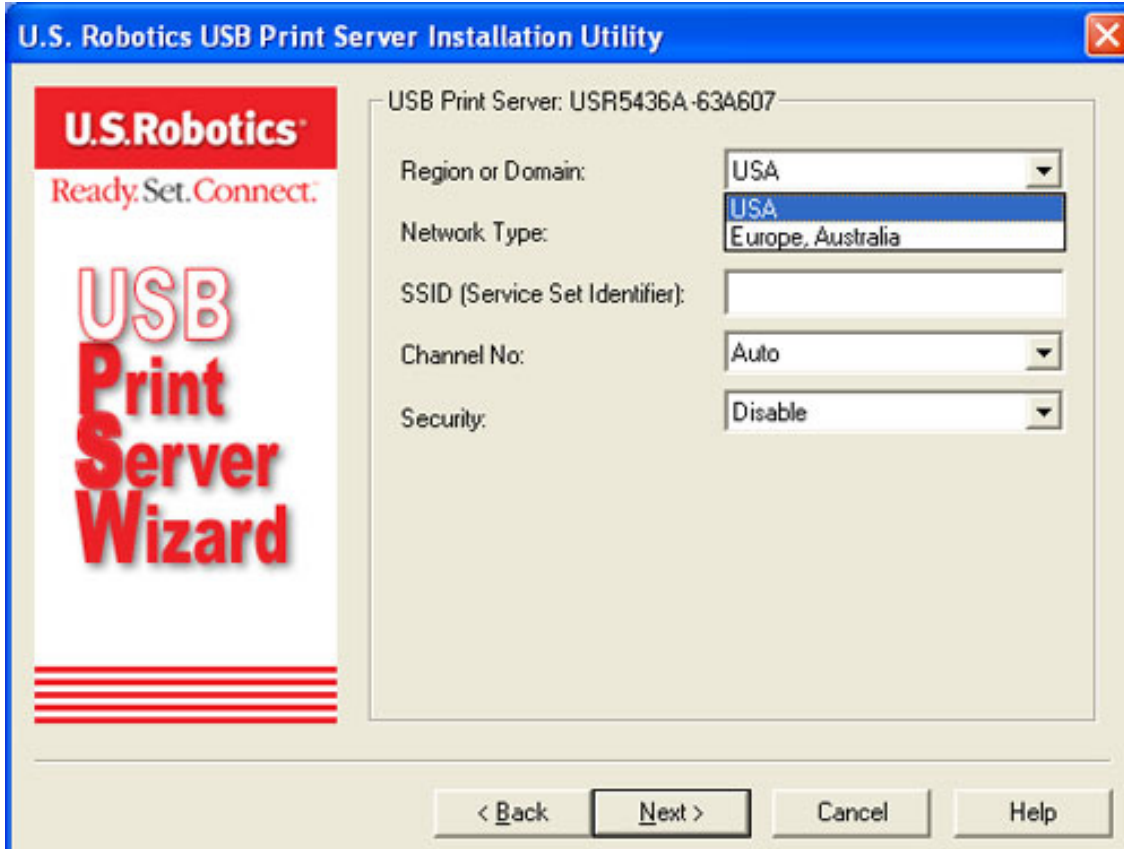 U.S. Robotics USB Print Server Installation Utility
U.S.Robotics
Ready. Set. Connect.
USB
Print
Server
Wizard
USB Print Server: USR5436A-63A607
Region or Domain: USA
USA
Network Type: Europe, Australia
SSID (Service Set Identifier):
Channel No: Auto
Security: Disable
< Back Next > Cancel Help